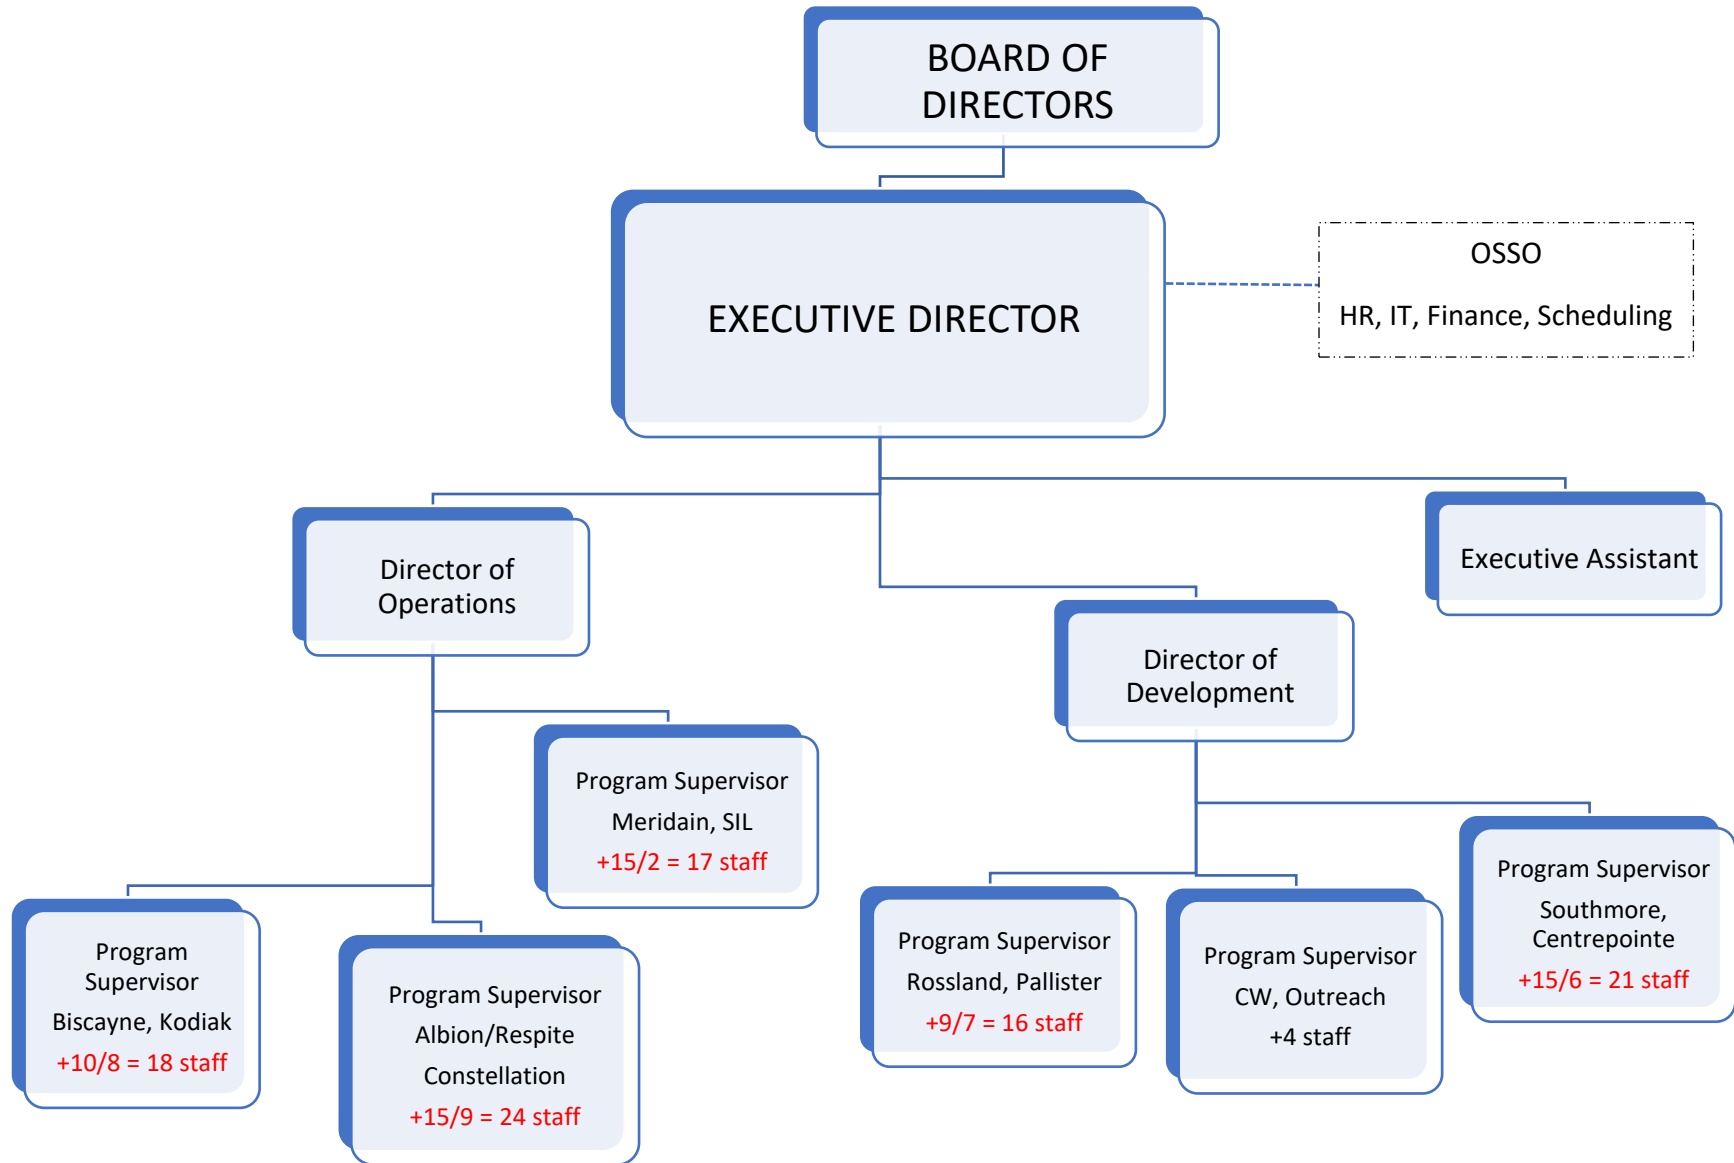 BOARD OF
DIRECTORS
EXECUTIVE DIRECTOR
OSSO
HR, IT, Finance, Scheduling
Executive Assistant
Director of
Operations
Director of
Development
Program Supervisor
Meridain, SIL
+15/2 = 17 staff
Program
Supervisor
Biscayne, Kodiak
+10/8 = 18 staff
Program Supervisor
Albion/Respite
Constellation
+15/9 = 24 staff
Program Supervisor
Rossland, Pallister
+9/7 = 16 staff
Program Supervisor
CW, Outreach
+4 staff
Program Supervisor
Southmore,
Centrepointe
+15/6 = 21 staff